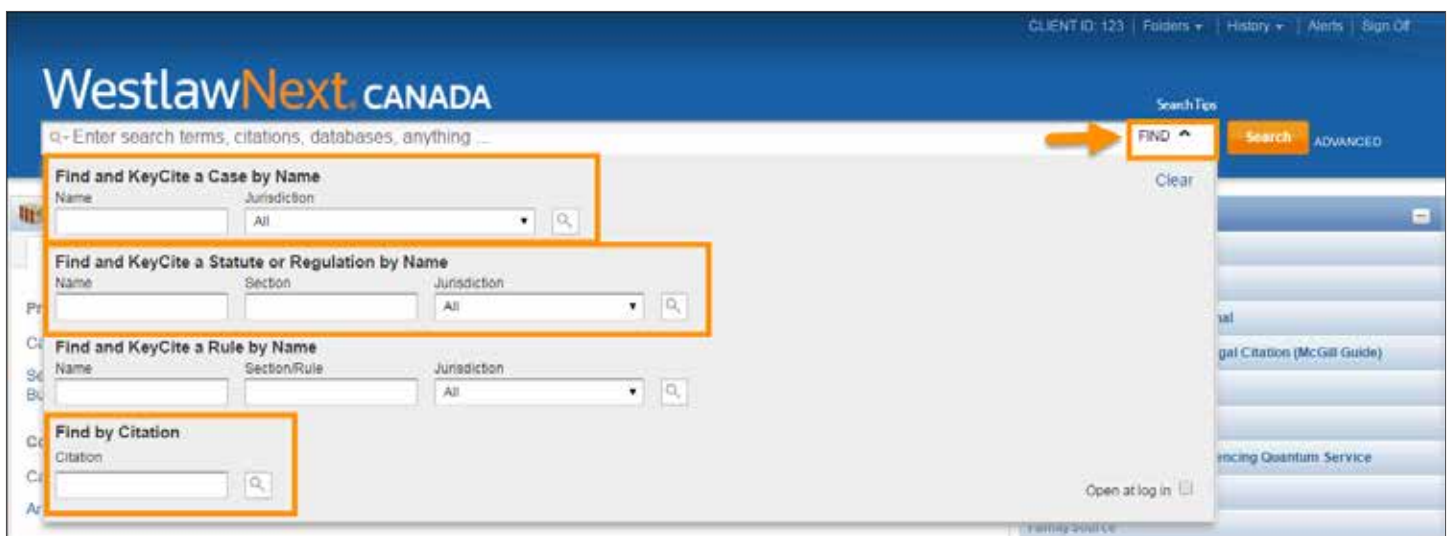 CLIENT ID: 123 | Folders | History | Alerts | Sign Off
WestlawNext. CANADA
Search Tips
Enter search terms, citations, databases, anything ...
FIND
Search
ADVANCED
Find and KeyCite a Case by Name
Clear
Name Jurisdiction
All
Find and KeyCite a Statute or Regulation by Name
Name Section Jurisdiction
All
Find and KeyCite a Rule by Name
gal Citation (McGill Guide)
Name Section/Rule Jurisdiction
All
Find by Citation
Citation
encing Quantum Service
Open at log in
FamilySource